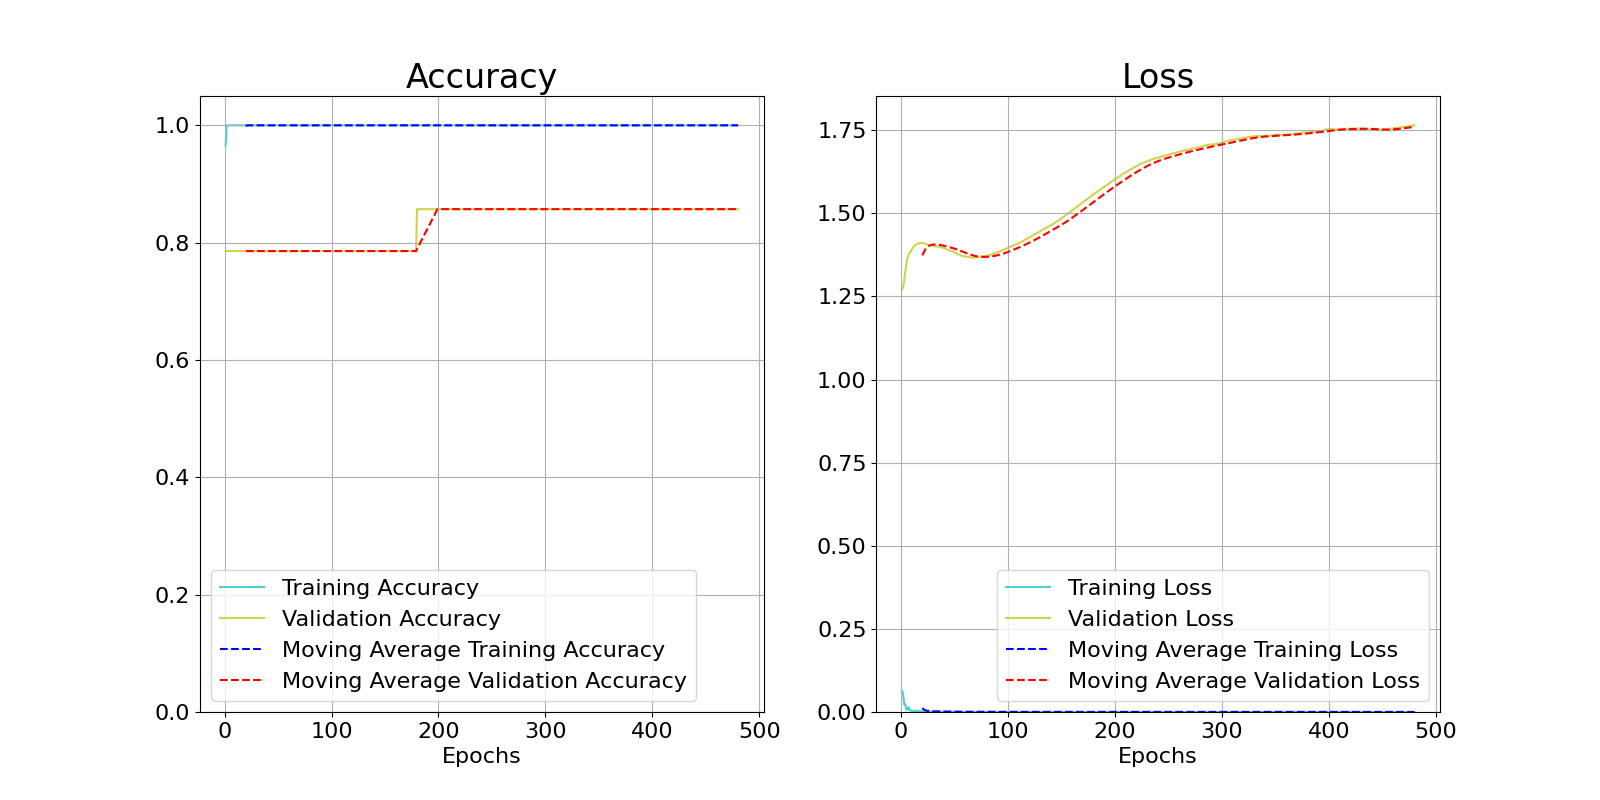 Accuracy
1.0
0.8
0.6
0.4
0.2
0.0
0 100 200 300 400 500
Epochs
Training Accuracy
Validation Accuracy
Moving Average Training Accuracy
Moving Average Validation Accuracy
Loss
1.75
1.50
1.25
1.00
0.75
0.50
0.25
0.00
0 100 200 300 400 500
Epochs
Training Loss
Validation Loss
Moving Average Training Loss
Moving Average Validation Loss